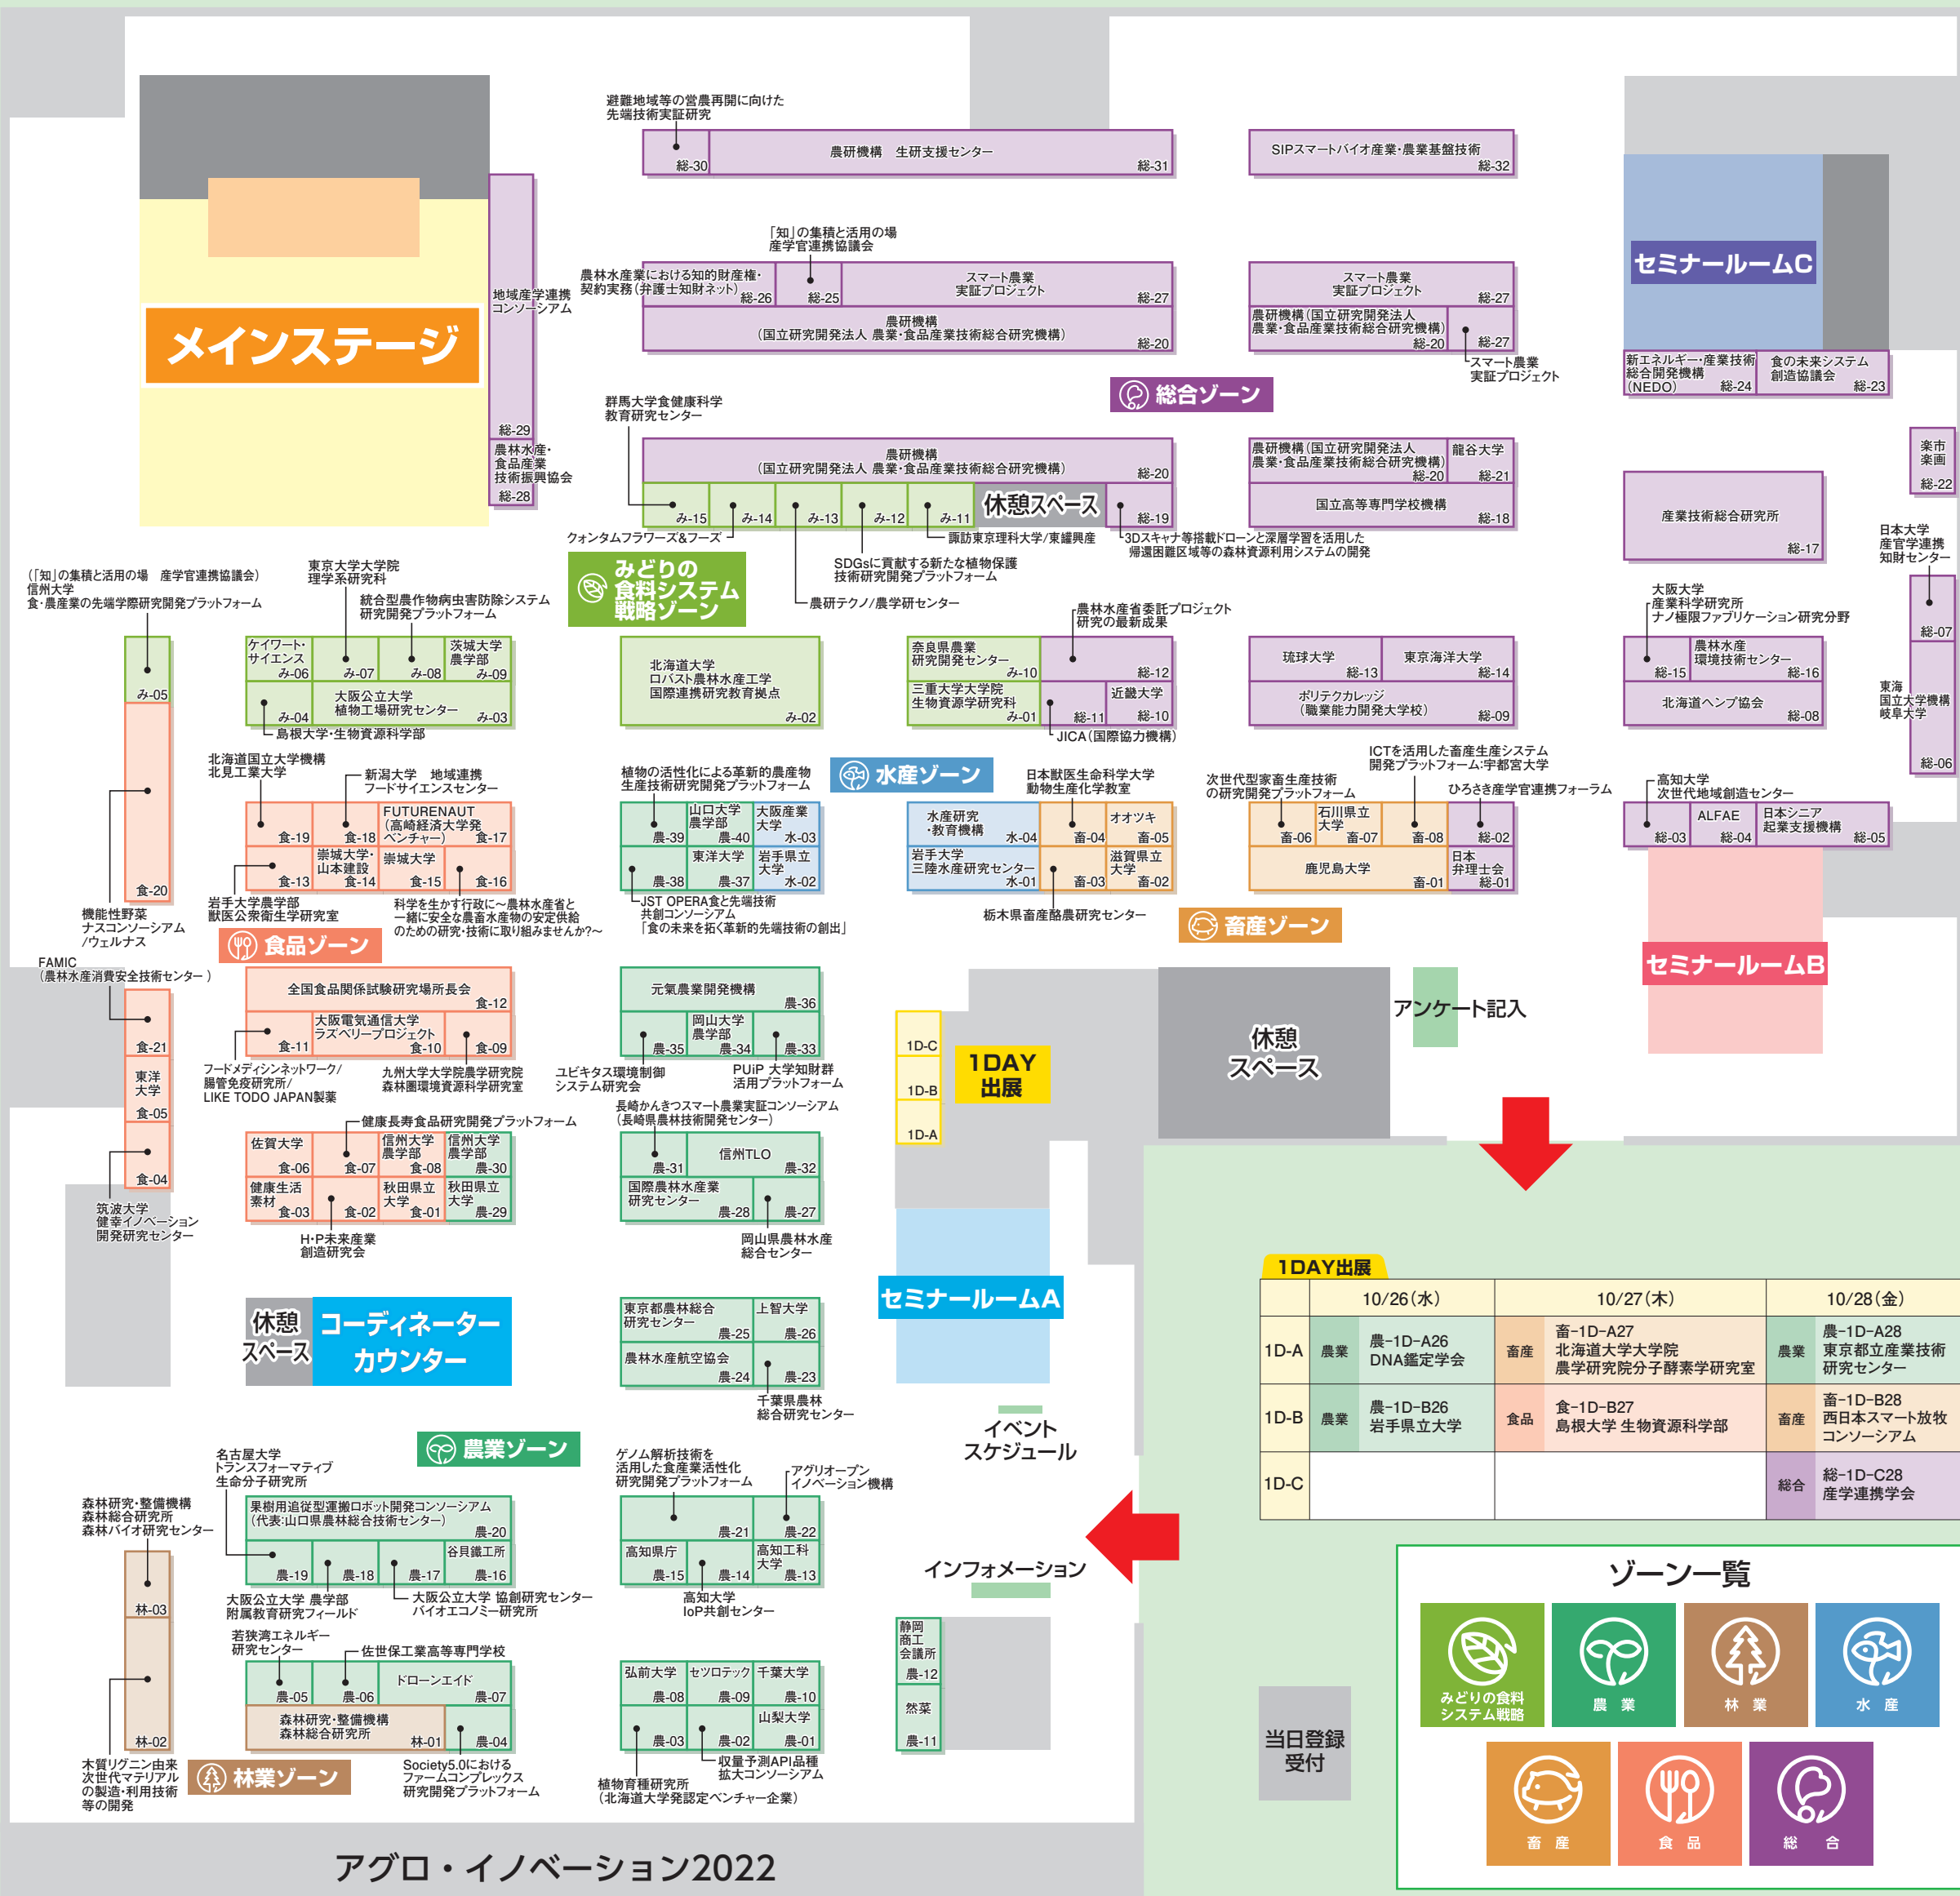 避難地域等の営農再開に向けた
先端技術実証研究
総-30
農研機構 生研支援センター
総-31
SIPスマートバイオ産業・農業基盤技術
総-32
メインステージ
地域産学連携
コンソーシアム
総-29
農林水産・
食品産業
技術振興協会
総-28
「知」の集積と活用の場
産学官連携協議会
農林水産業における知的財産権・
契約実務(弁護士知財ネット)
総-26
総-25
スマート農業
実証プロジェクト
総-27
農研機構
(国立研究開発法人 農業・食品産業技術総合研究機構)
総-20
スマート農業
実証プロジェクト
総-27
農研機構(国立研究開発法人
農業・食品産業技術総合研究機構)
総-20
総-27
スマート農業
実証プロジェクト
セミナールームC
新エネルギー・産業技術
総合開発機構
(NEDO)
総-24
食の未来システム
創造協議会
総-23
総合ゾーン
群馬大学食健康科学
教育研究センター
農研機構
(国立研究開発法人 農業・食品産業技術総合研究機構)
総-20
み-15
み-14
み-13
み-12
み-11
休憩スペース
総-19
クォンタムフラワーズ&フーズ
諏訪東京理科大学/東罐興産
3Dスキャナ等搭載ドローンと深層学習を活用した
帰還困難区域等の森林資源利用システムの開発
SDGsに貢献する新たな植物保護
技術研究開発プラットフォーム
農研テクノ/農学研センター
農研機構(国立研究開発法人
農業・食品産業技術総合研究機構)
総-20
龍谷大学
総-21
国立高等専門学校機構
総-18
産業技術総合研究所
総-17
楽市
楽画
総-22
日本大学
産官学連携
知財センター
総-07
東海
国立大学機構
岐阜大学
総-06
みどりの
食料システム
戦略ゾーン
(「知」の集積と活用の場 産学官連携協議会)
信州大学
食・農産業の先端学際研究開発プラットフォーム
み-05
東京大学大学院
理学系研究科
統合型農作物病虫害防除システム
研究開発プラットフォーム
ケイワート・
サイエンス
み-06
み-07
み-08
茨城大学
農学部
み-09
み-04
大阪公立大学
植物工場研究センター
み-03
島根大学・生物資源科学部
北海道大学
ロバスト農林水産工学
国際連携研究教育拠点
み-02
農林水産省委託プロジェクト
研究の最新成果
奈良県農業
研究開発センター
み-10
総-12
三重大学大学院
生物資源学研究科
み-01
総-11
近畿大学
総-10
JICA(国際協力機構)
琉球大学
総-13
東京海洋大学
総-14
ポリテクカレッジ
(職業能力開発大学校)
総-09
大阪大学
産業科学研究所
ナノ極限ファブリケーション研究分野
総-15
農林水産
環境技術センター
総-16
北海道ヘンプ協会
総-08
食-20
機能性野菜
ナスコンソーシアム
/ウェルナス
北海道国立大学機構
北見工業大学
新潟大学 地域連携
フードサイエンスセンター
食-19
食-18
FUTURENAUT
(高崎経済大学発
ベンチャー)
食-17
食-13
崇城大学・
山本建設
食-14
崇城大学
食-15
食-16
岩手大学農学部
獣医公衆衛生学研究室
科学を生かす行政に~農林水産省と
一緒に安全な農畜水産物の安定供給
のための研究・技術に取り組みませんか?~
食品ゾーン
植物の活性化による革新的農産物
生産技術研究開発プラットフォーム
農-39
山口大学
農学部
農-40
大阪産業
大学
水-03
農-38
東洋大学
農-37
岩手県立
大学
水-02
JST OPERA食と先端技術
共創コンソーシアム
「食の未来を拓く革新的先端技術の創出」
水産ゾーン
日本獣医生命科学大学
動物生産化学教室
水産研究
・教育機構
水-04
畜-04
オオツキ
畜-05
岩手大学
三陸水産研究センター
水-01
畜-03
滋賀県立
大学
畜-02
栃木県畜産酪農研究センター
ICTを活用した畜産生産システム
開発プラットフォーム:宇都宮大学
次世代型家畜生産技術
の研究開発プラットフォーム
ひろさき産学官連携フォーラム
畜-06
石川県立
大学
畜-07
畜-08
総-02
鹿児島大学
畜-01
日本
弁理士会
総-01
畜産ゾーン
高知大学
次世代地域創造センター
総-03
ALFAE
総-04
日本シニア
起業支援機構
総-05
セミナールームB
FAMIC
(農林水産消費安全技術センター)
食-21
東洋
大学
食-05
食-04
筑波大学
健幸イノベーション
開発研究センター
全国食品関係試験研究場所長会
食-12
食-11
大阪電気通信大学
ラズベリープロジェクト
食-10
食-09
フードメディシンネットワーク/
腸管免疫研究所/
LIKE TODO JAPAN製薬
九州大学大学院農学研究院
森林圏環境資源科学研究室
元氣農業開発機構
農-36
農-35
岡山大学
農学部
農-34
農-33
ユビキタス環境制御
システム研究会
PUiP 大学知財群
活用プラットフォーム
1D-C
1D-B
1D-A
1DAY
出展
休憩
スペース
アンケート記入
健康長寿食品研究開発プラットフォーム
佐賀大学
食-06
食-07
信州大学
農学部
食-08
信州大学
農学部
農-30
健康生活
素材
食-03
食-02
秋田県立
大学
食-01
秋田県立
大学
農-29
H・P未来産業
創造研究会
長崎かんきつスマート農業実証コンソーシアム
(長崎県農林技術開発センター)
農-31
信州TLO
農-32
国際農林水産業
研究センター
農-28
農-27
岡山県農林水産
総合センター
セミナールームA
休憩
スペース
コーディネーター
カウンター
東京都農林総合
研究センター
農-25
上智大学
農-26
農林水産航空協会
農-24
農-23
千葉県農林
総合研究センター
イベント
スケジュール
農業ゾーン
名古屋大学
トランスフォーマティブ
生命分子研究所
果樹用追従型運搬ロボット開発コンソーシアム
(代表:山口県農林総合技術センター)
農-20
農-19
農-18
農-17
谷貝鐵工所
農-16
大阪公立大学 農学部
附属教育研究フィールド
大阪公立大学 協創研究センター
バイオエコノミー研究所
ゲノム解析技術を
活用した食産業活性化
研究開発プラットフォーム
アグリオープン
イノベーション機構
農-21
農-22
高知県庁
農-15
農-14
高知工科
大学
農-13
高知大学
IoP共創センター
インフォメーション
森林研究・整備機構
森林総合研究所
森林バイオ研究センター
林-03
林-02
木質リグニン由来
次世代マテリアル
の製造・利用技術
等の開発
若狭湾エネルギー
研究センター
佐世保工業高等専門学校
農-05
農-06
ドローンエイド
農-07
森林研究・整備機構
森林総合研究所
林-01
農-04
Society5.0における
ファームコンプレックス
研究開発プラットフォーム
林業ゾーン
弘前大学
農-08
セツロテック
農-09
千葉大学
農-10
農-03
農-02
山梨大学
農-01
収量予測API品種
拡大コンソーシアム
植物育種研究所
(北海道大学発認定ベンチャー企業)
静岡
商工
会議所
農-12
然菜
農-11
当日登録
受付
1DAY出展
10/26(水)
10/27(木)
10/28(金)
1D-A
農業
農-1D-A26
DNA鑑定学会
畜産
畜-1D-A27
北海道大学大学院
農学研究院分子酵素学研究室
農業
農-1D-A28
東京都立産業技術
研究センター
1D-B
農業
農-1D-B26
岩手県立大学
食品
食-1D-B27
島根大学 生物資源科学部
畜産
畜-1D-B28
西日本スマート放牧
コンソーシアム
1D-C
総合
総-1D-C28
産学連携学会
ゾーン一覧
みどりの食料
システム戦略
農 業
林 業
水 産
畜 産
食 品
総 合
アグロ・イノベーション2022